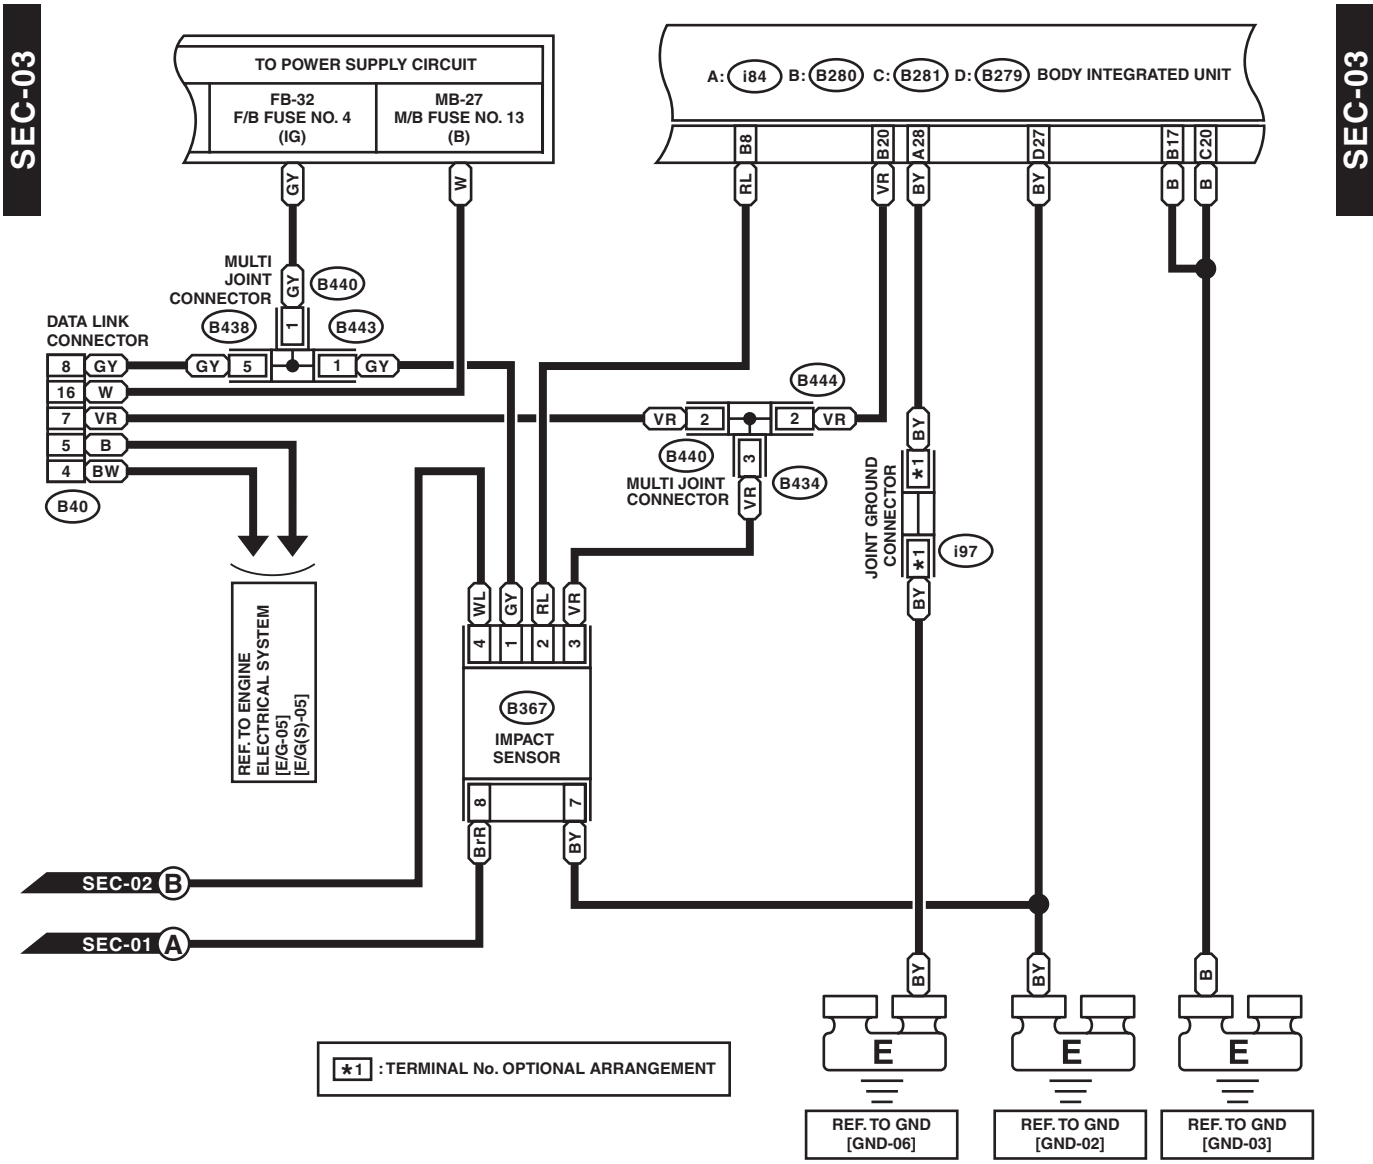 SEC-03
SEC-03
TO POWER SUPPLY CIRCUIT
FB-32
F/B FUSE NO. 4
(IG)
MB-27
M/B FUSE NO. 13
(B)
A: i84 B: B280 C: B281 D: B279 BODY INTEGRATED UNIT
B8
B20
A28
D27
B17
C20
GY
W
RL
VR
BY
BY
B
B
MULTI
JOINT
CONNECTOR
GY
B440
1
B438
B443
DATA LINK
CONNECTOR
8 GY
GY 5
1 GY
16 W
7 VR
5 B
4 BW
B40
B444
VR 2
2 VR
B440
3
B434
MULTI JOINT
CONNECTOR
VR
BY
*1
JOINT GROUND
CONNECTOR
*1
i97
BY
REF. TO ENGINE
ELECTRICAL SYSTEM
[E/G-05]
[E/G(S)-05]
WL
GY
RL
VR
4
1
2
3
B367
IMPACT
SENSOR
8
7
BrR
BY
SEC-02 B
SEC-01 A
BY
BY
B
E
E
E
*1 : TERMINAL No. OPTIONAL ARRANGEMENT
REF. TO GND
[GND-06]
REF. TO GND
[GND-02]
REF. TO GND
[GND-03]